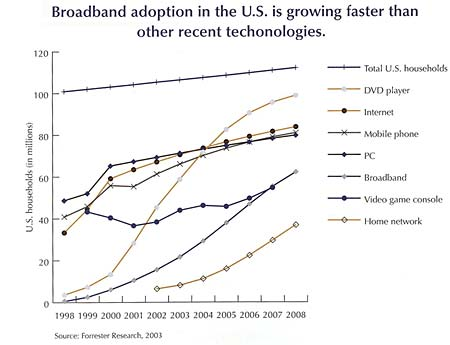 Broadband adoption in the U.S. is growing faster than
other recent techonologies.
120
100
80
60
40
20
0
U.S. households (in millions)
1998 1999 2000 2001 2002 2003 2004 2005 2006 2007 2008
Total U.S. households
DVD player
Internet
Mobile phone
PC
Broadband
Video game console
Home network
Source: Forrester Research, 2003